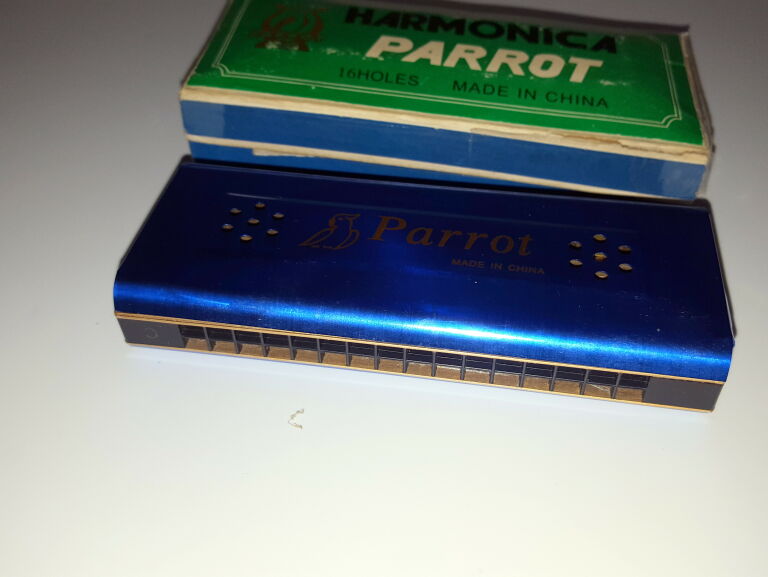 HARMONICA
PARROT
16HOLES MADE IN CHINA
Parrot
MADE IN CHINA
C